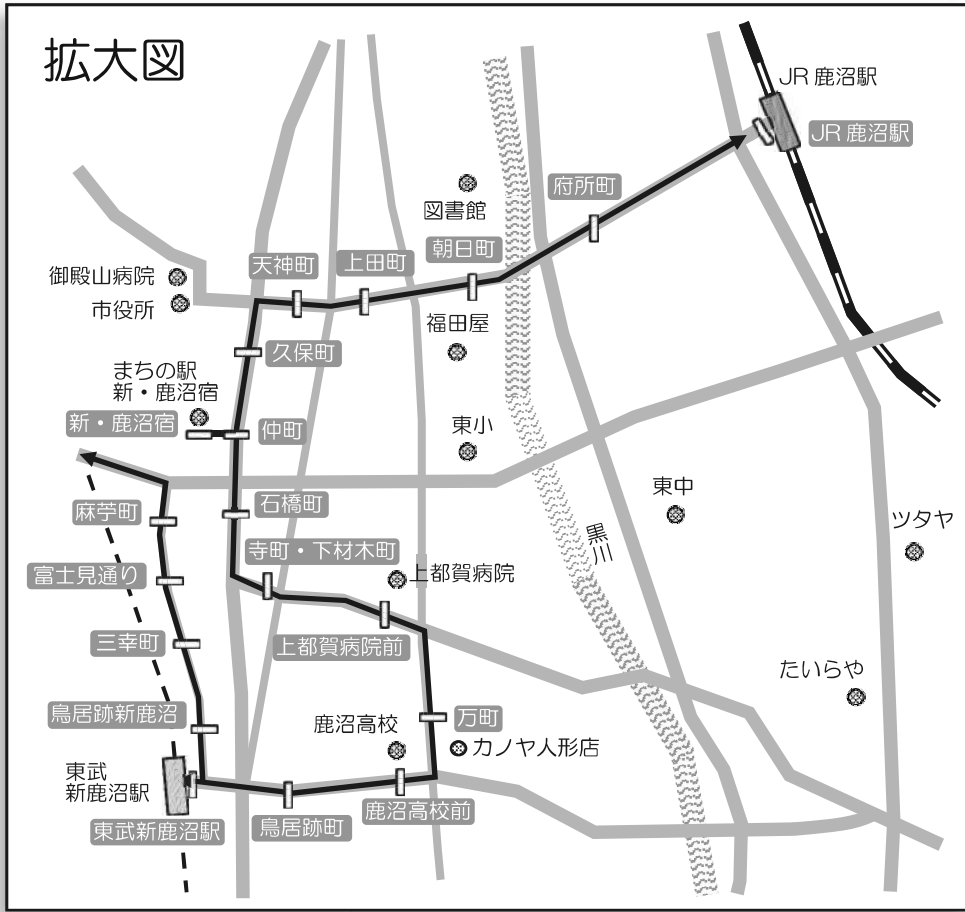 拡大図
JR 鹿沼駅
JR 鹿沼駅
府所町
図書館
朝日町
上田町
天神町
御殿山病院
市役所
福田屋
久保町
まちの駅
新・鹿沼宿
新・鹿沼宿
仲町
東小
石橋町
東中
麻苧町
ツタヤ
黒川
寺町・下材木町
富士見通り
上都賀病院
三幸町
上都賀病院前
たいらや
鳥居跡新鹿沼
鹿沼高校
万町
カノヤ人形店
東武
新鹿沼駅
東武新鹿沼駅
鳥居跡町
鹿沼高校前